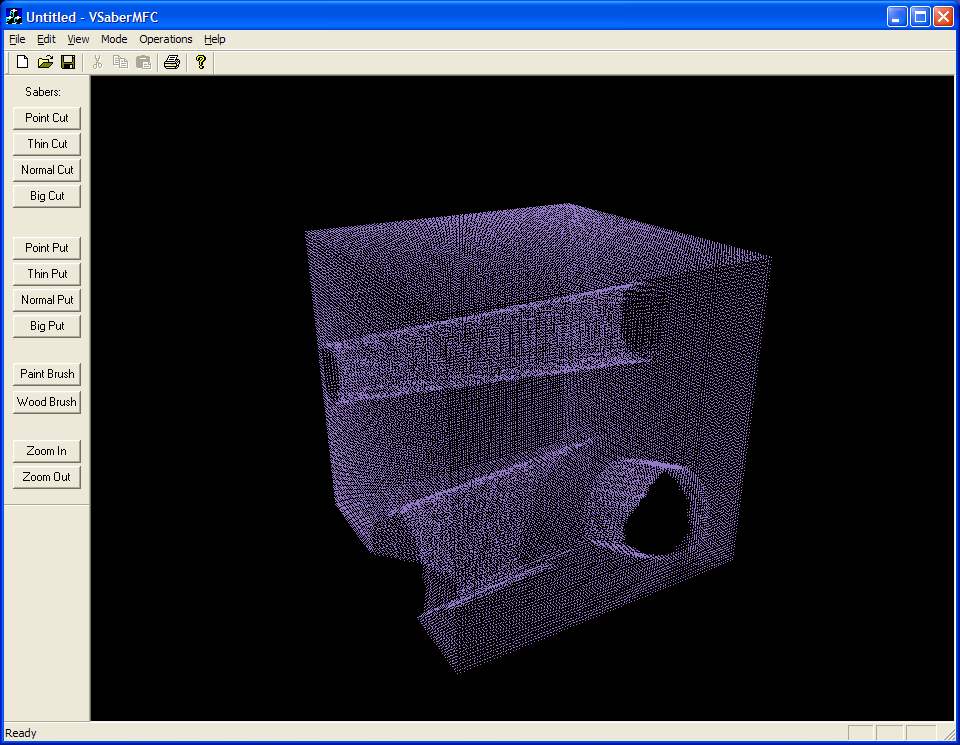 Untitled - VSaberMFC
File Edit View Mode Operations Help
?
Sabers:
Point Cut
Thin Cut
Normal Cut
Big Cut
Point Put
Thin Put
Normal Put
Big Put
Paint Brush
Wood Brush
Zoom In
Zoom Out
Ready